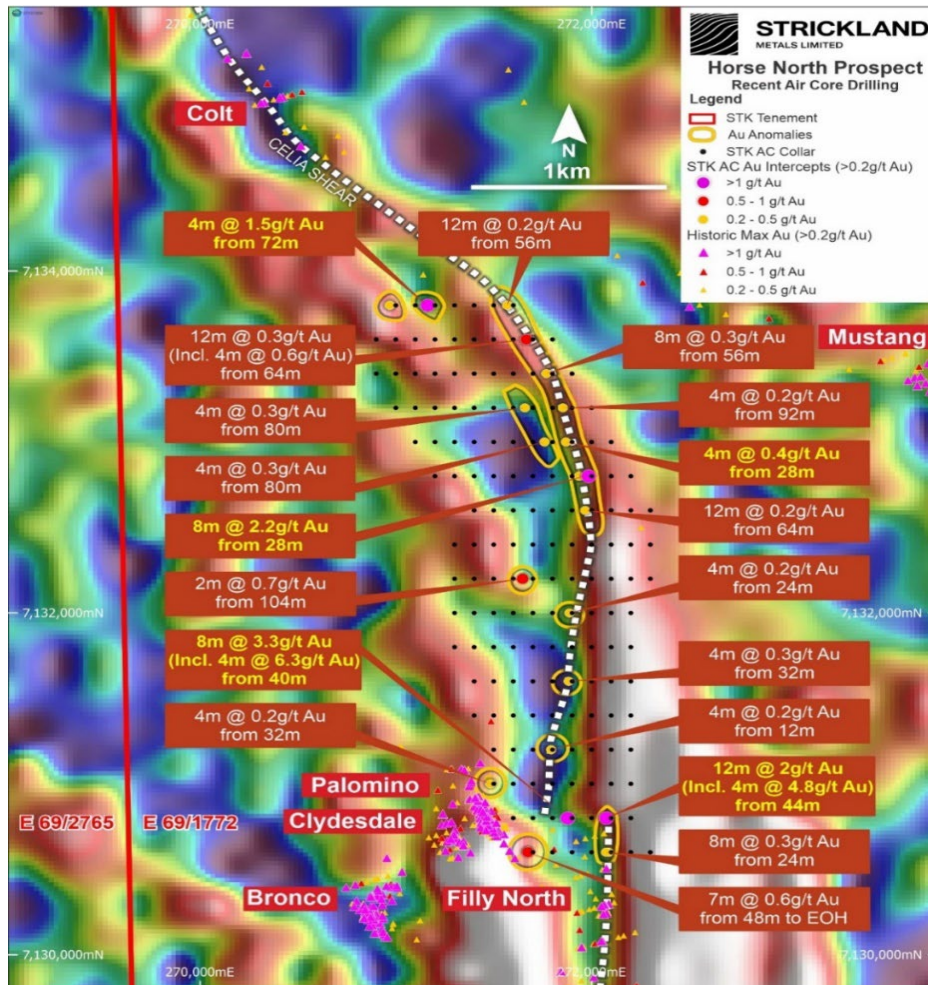 270,000mE
272,000mE
STRICKLAND
METALS LIMITED
Horse North Prospect
Recent Air Core Drilling
Legend
STK Tenement
Au Anomalies
STK AC Collar
STK AC Au Intercepts (>0.2g/t Au)
>1 g/t Au
0.5 - 1 g/t Au
0.2 - 0.5 g/t Au
Historic Max Au (>0.2g/t Au)
>1 g/t Au
0.5 - 1 g/t Au
0.2 - 0.5 g/t Au
Colt
CELIA SHEAR
N
1km
4m @ 1.5g/t Au
from 72m
12m @ 0.2g/t Au
from 56m
7,134,000mN
7,134,000mN
12m @ 0.3g/t Au
(Incl. 4m @ 0.6g/t Au)
from 64m
8m @ 0.3g/t Au
from 56m
Mustang
4m @ 0.3g/t Au
from 80m
4m @ 0.2g/t Au
from 92m
4m @ 0.3g/t Au
from 80m
4m @ 0.4g/t Au
from 28m
8m @ 2.2g/t Au
from 28m
12m @ 0.2g/t Au
from 64m
2m @ 0.7g/t Au
from 104m
4m @ 0.2g/t Au
from 24m
7,132,000mN
7,132,000mN
8m @ 3.3g/t Au
(Incl. 4m @ 6.3g/t Au)
from 40m
4m @ 0.3g/t Au
from 32m
4m @ 0.2g/t Au
from 32m
4m @ 0.2g/t Au
from 12m
Palomino
12m @ 2g/t Au
(Incl. 4m @ 4.8g/t Au)
from 44m
E 69/2765
E 69/1772
Clydesdale
8m @ 0.3g/t Au
from 24m
Bronco
Filly North
7m @ 0.6g/t Au
from 48m to EOH
7,130,000mN
7,130,000mN
270,000mE
272,000mE